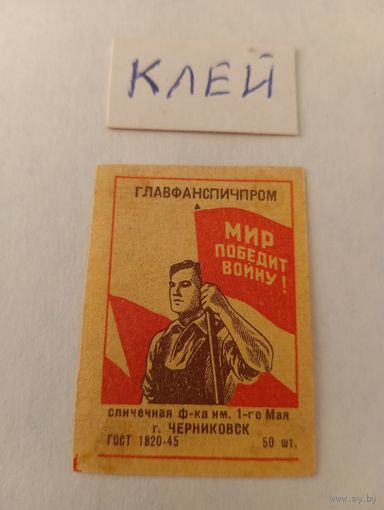 КЛЕЙ
ГЛАВФАНСПИЧПРОМ
МИР
ПОБЕДИТ
ВОЙНУ!
спичечная ф-ка им. 1-го Мая
г. ЧЕРНИКОВСК
ГОСТ 1820-45 50 шт.
www.ay.by